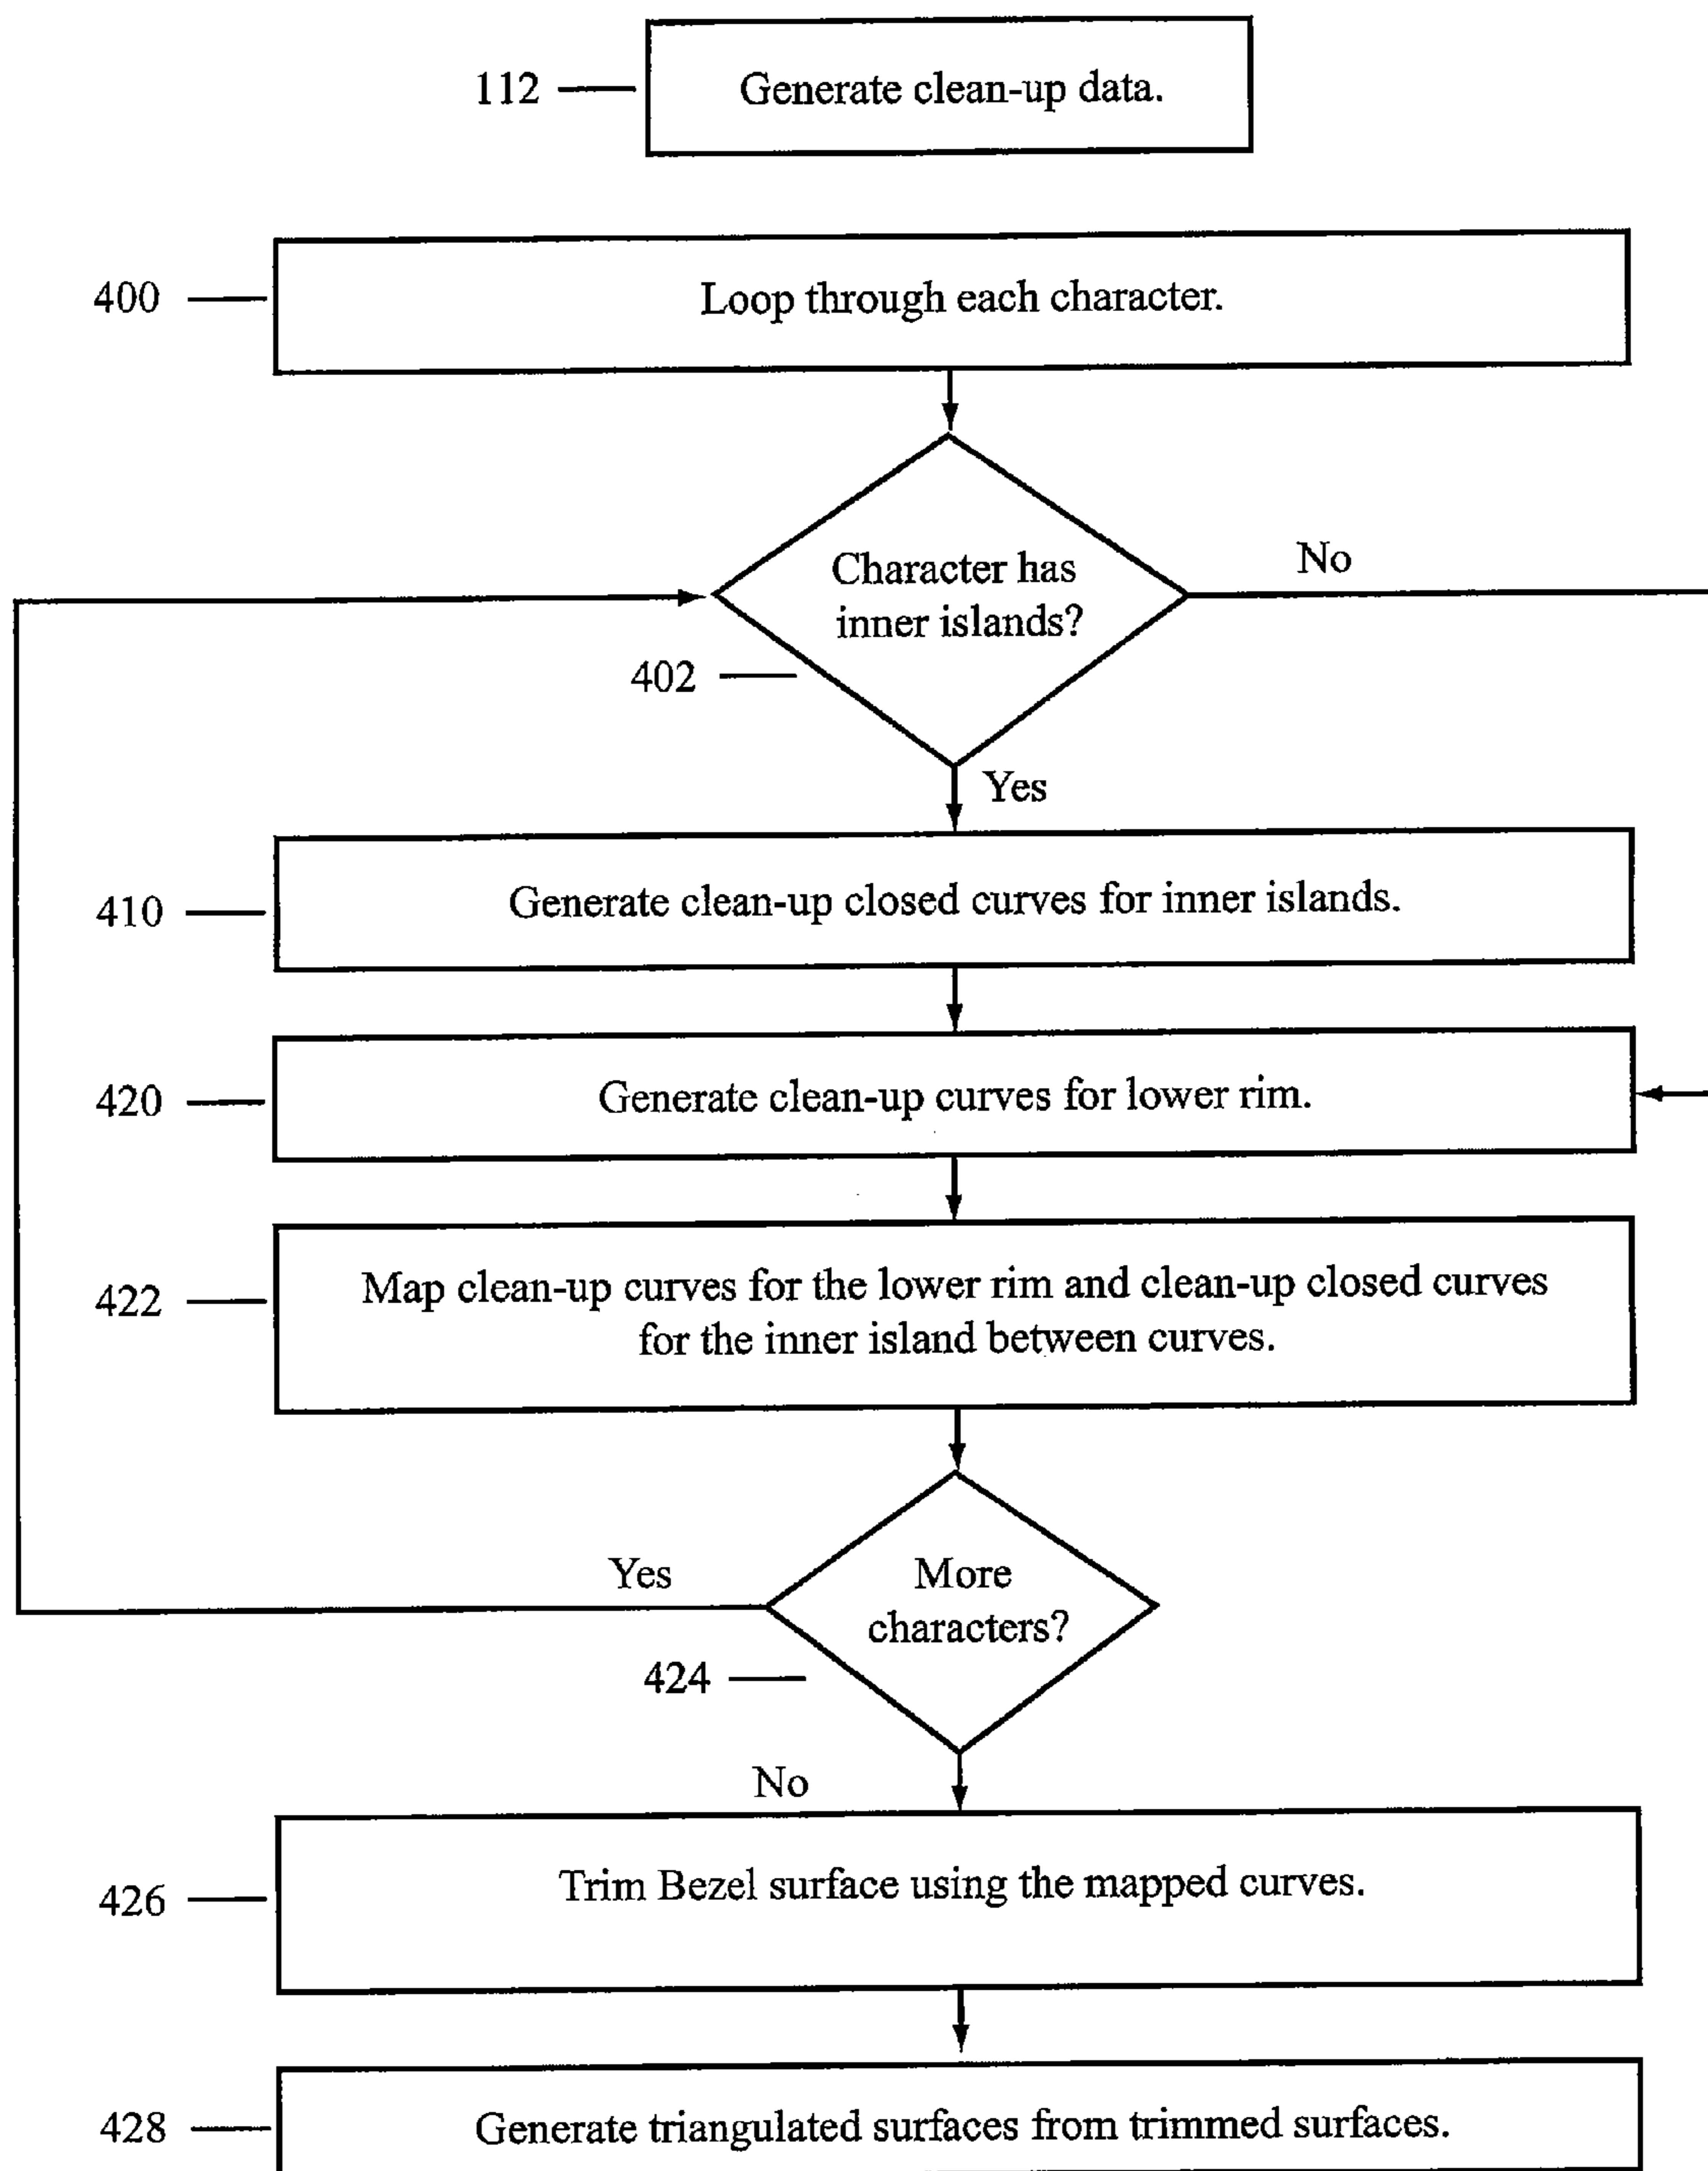 112
Generate clean-up data.
400
Loop through each character.
Character has
inner islands?
No
402
Yes
410
Generate clean-up closed curves for inner islands.
420
Generate clean-up curves for lower rim.
422
Map clean-up curves for the lower rim and clean-up closed curves
for the inner island between curves.
Yes
More
characters?
424
No
426
Trim Bezel surface using the mapped curves.
428
Generate triangulated surfaces from trimmed surfaces.